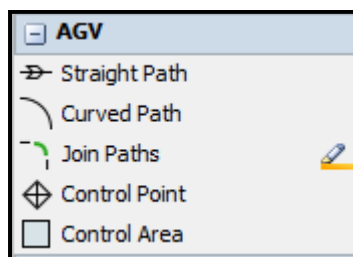 AGV
Straight Path
Curved Path
Join Paths
Control Point
Control Area